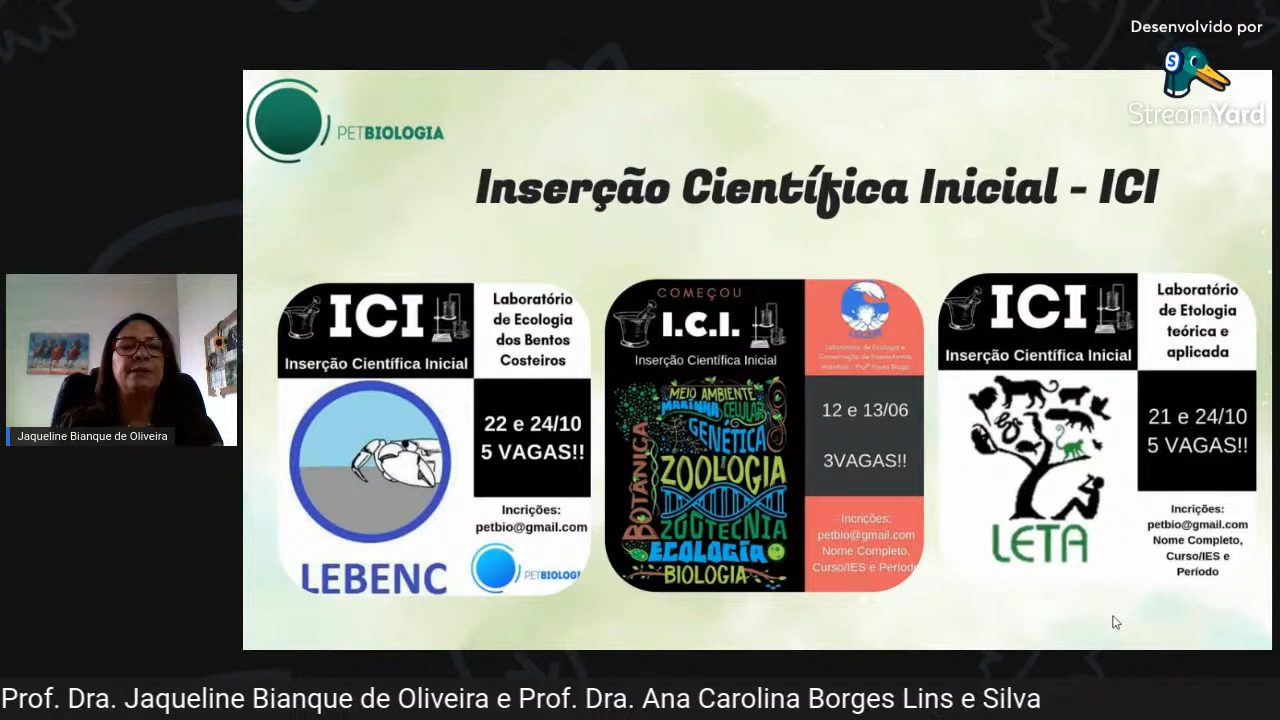 Desenvolvido por
StreamYard
PETBIOLOGIA
Inserção Científica Inicial - ICI
ICI
Inserção Científica Inicial
Laboratório
de Ecologia
dos Bentos
Costeiros
22 e 24/10
5 VAGAS!!
Incrições:
petbio@gmail.com
LEBENC
COMEÇOU
I.C.I.
Inserção Científica Inicial
MEIO AMBIENTE
MARINHA CELULAR
GENÉTICA
BOTÂNICA
ZOOLOGIA
ZOOTECNIA
ECOLOGIA
BIOLOGIA
12 e 13/06
3VAGAS!!
Incrições:
petbio@gmail.com
Nome Completo,
Curso/IES e Período
ICI
Inserção Científica Inicial
Laboratório
de Etologia
teórica e
aplicada
21 e 24/10
5 VAGAS!!
Incrições:
petbio@gmail.com
Nome Completo,
Curso/IES e
Período
LETA
Jaqueline Bianque de Oliveira
Prof. Dra. Jaqueline Bianque de Oliveira e Prof. Dra. Ana Carolina Borges Lins e Silva